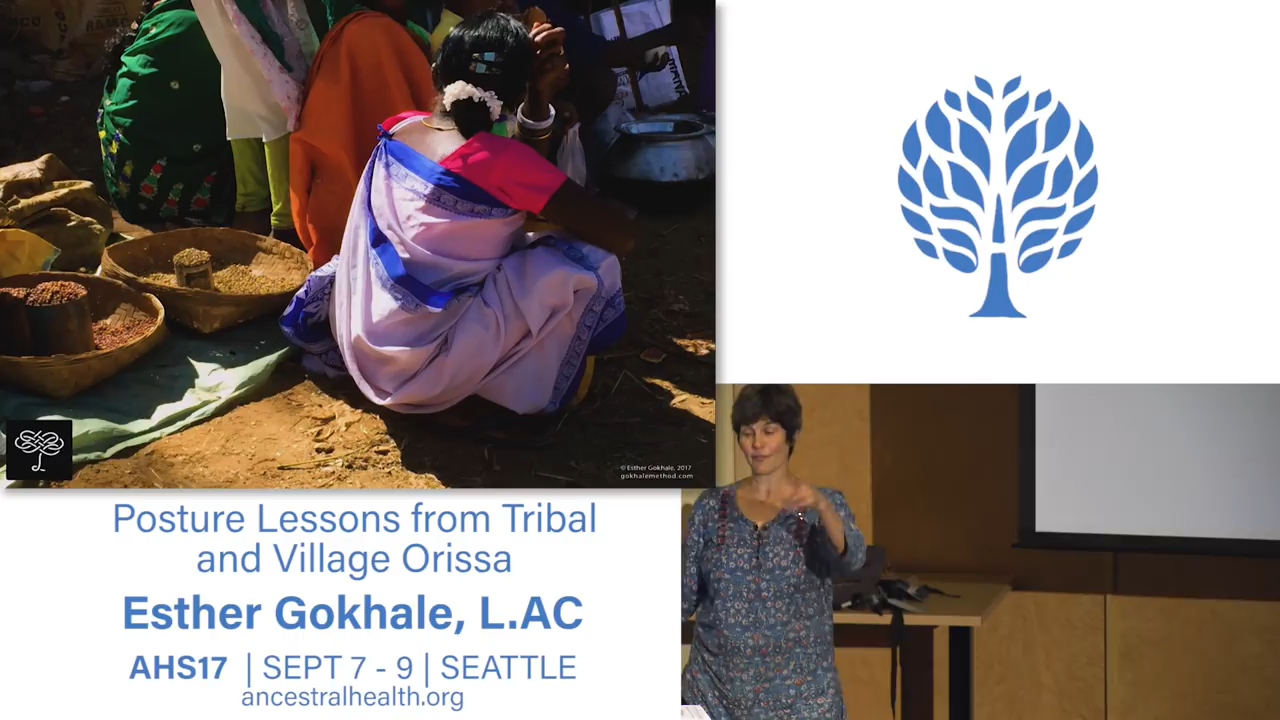 © Esther Gokhale, 2017
gokhalemethod.com
Posture Lessons from Tribal
and Village Orissa
Esther Gokhale, L.AC
AHS17 | SEPT 7 - 9 | SEATTLE
ancestralhealth.org